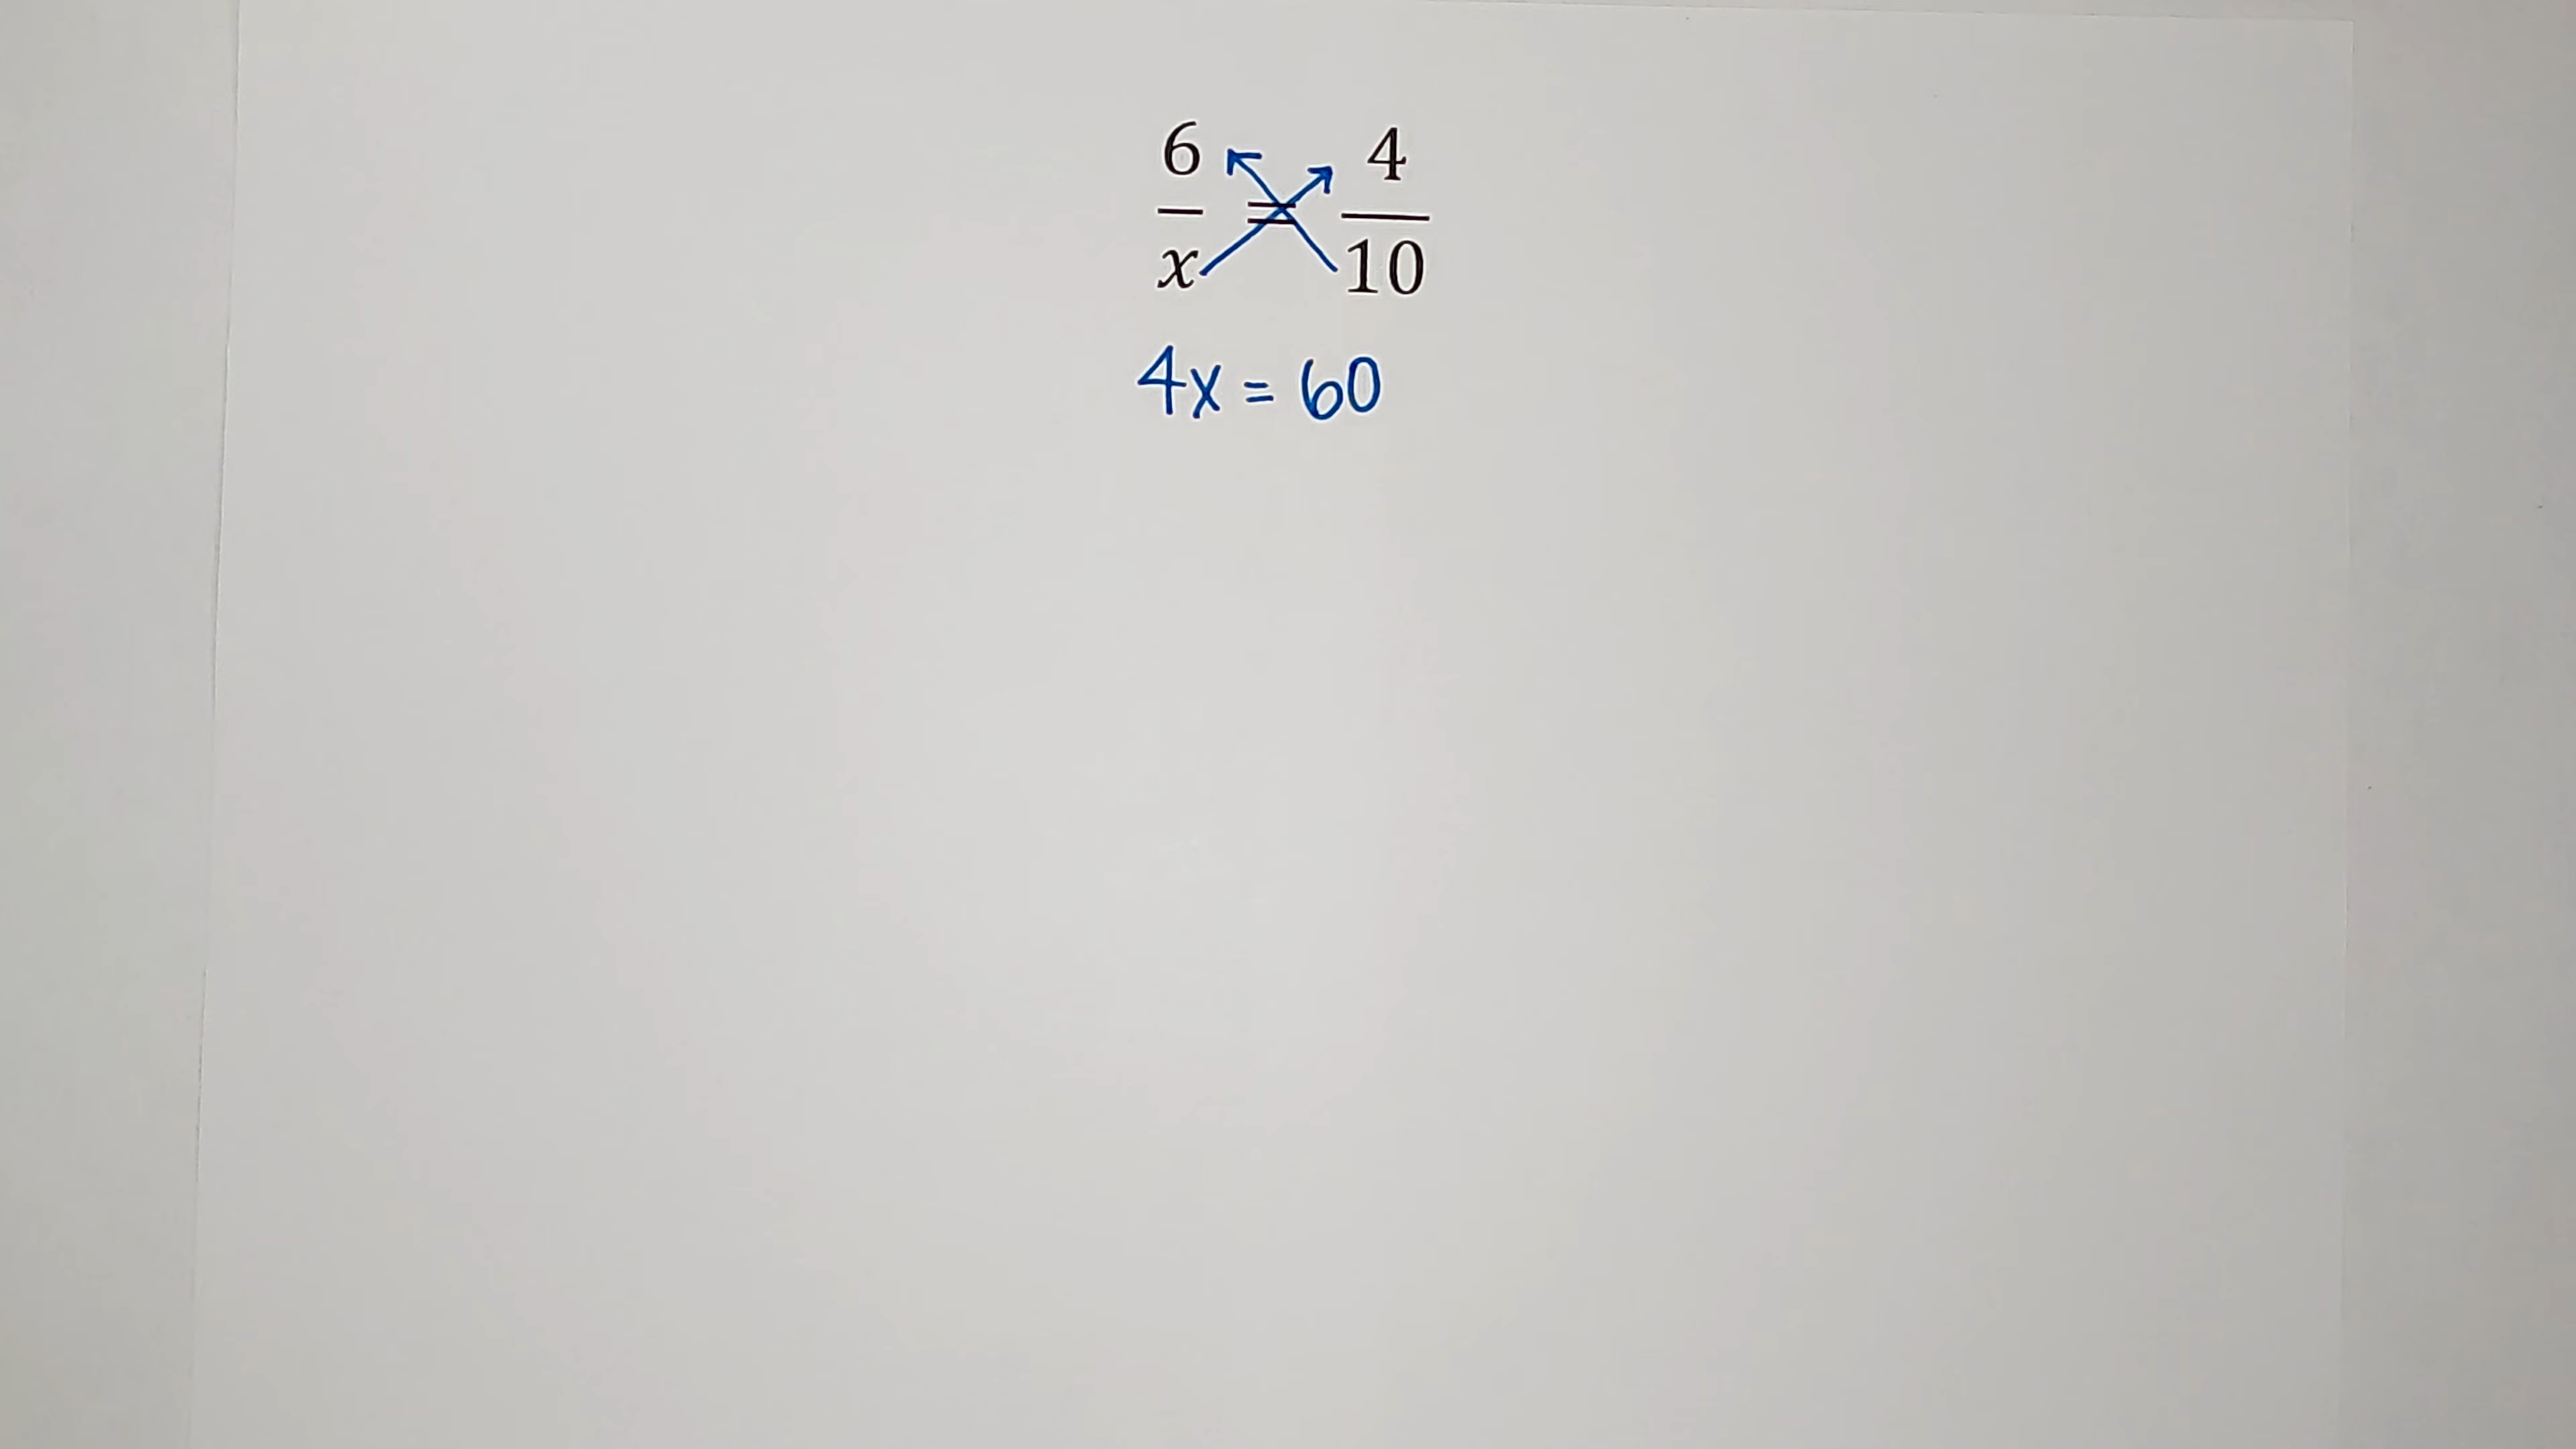 6/x = 4/10
4x = 60